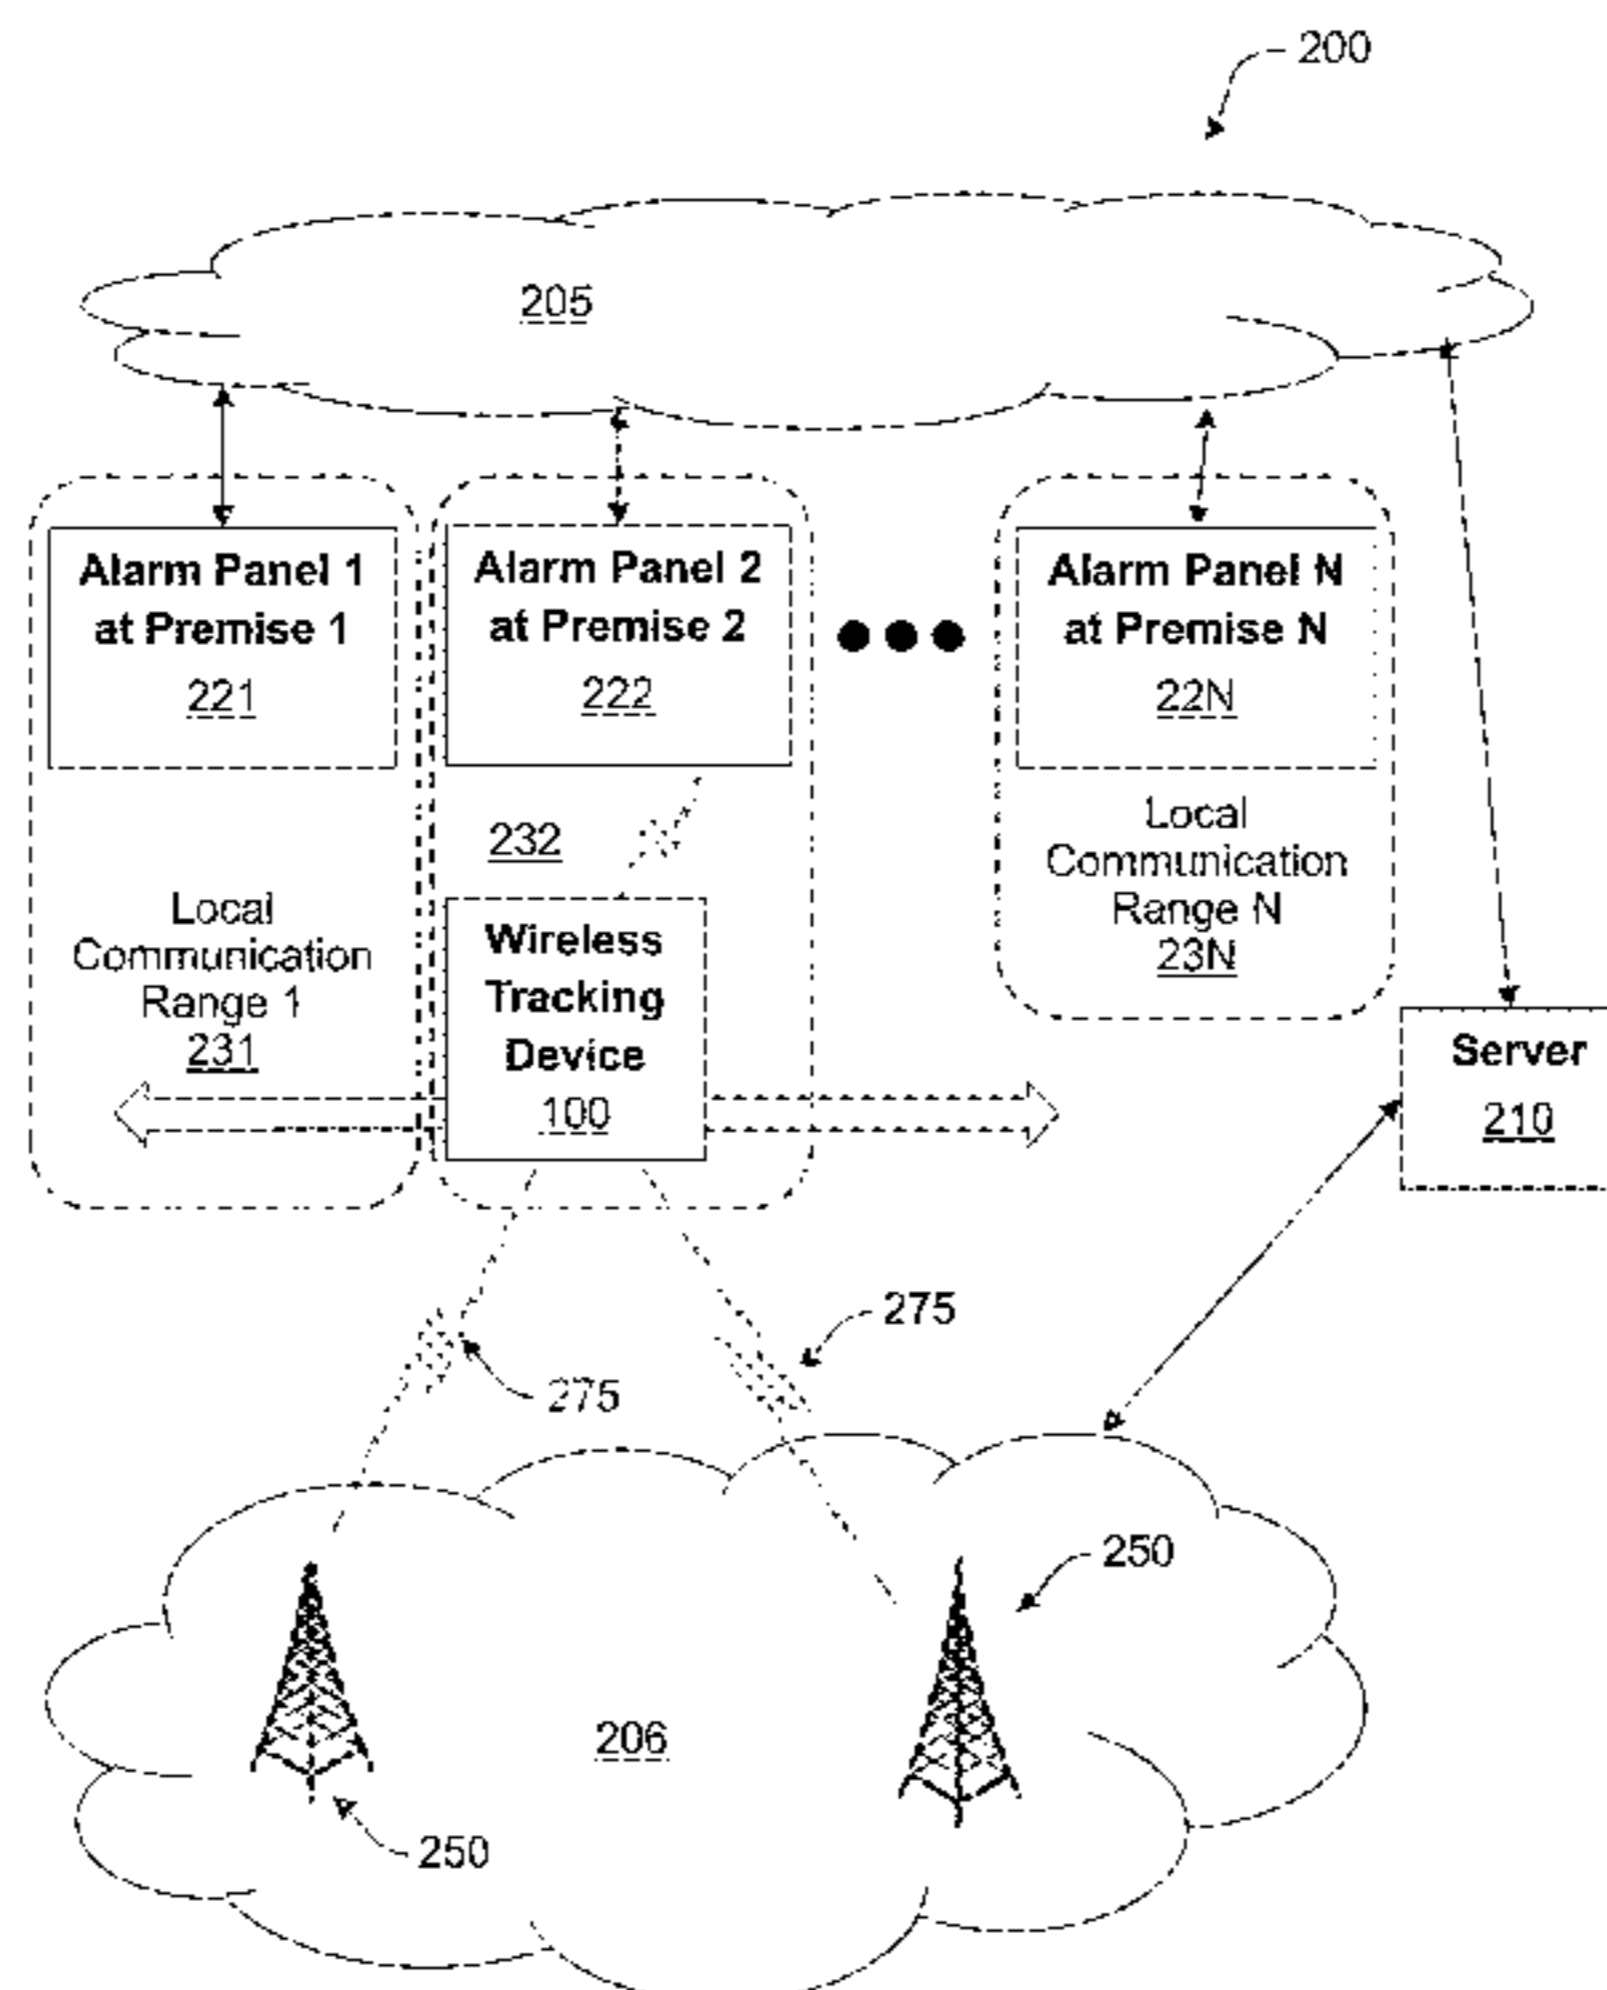 200
205
Alarm Panel 1
at Premise 1
221
Alarm Panel 2
at Premise 2
222
Alarm Panel N
at Premise N
22N
Local
Communication
Range N
23N
232
Local
Communication
Range 1
231
Wireless
Tracking
Device
100
Server
210
275
275
250
206
250